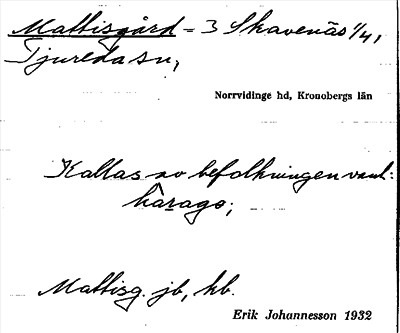 Mattisgård = 3 Skavenäs 1/4,
Tjureda sn,
Norrvidinge hd, Kronobergs län
Kallas av befolkningen vanl:
hârago;
Mattisg. jb, hb.
Erik Johannesson 1932